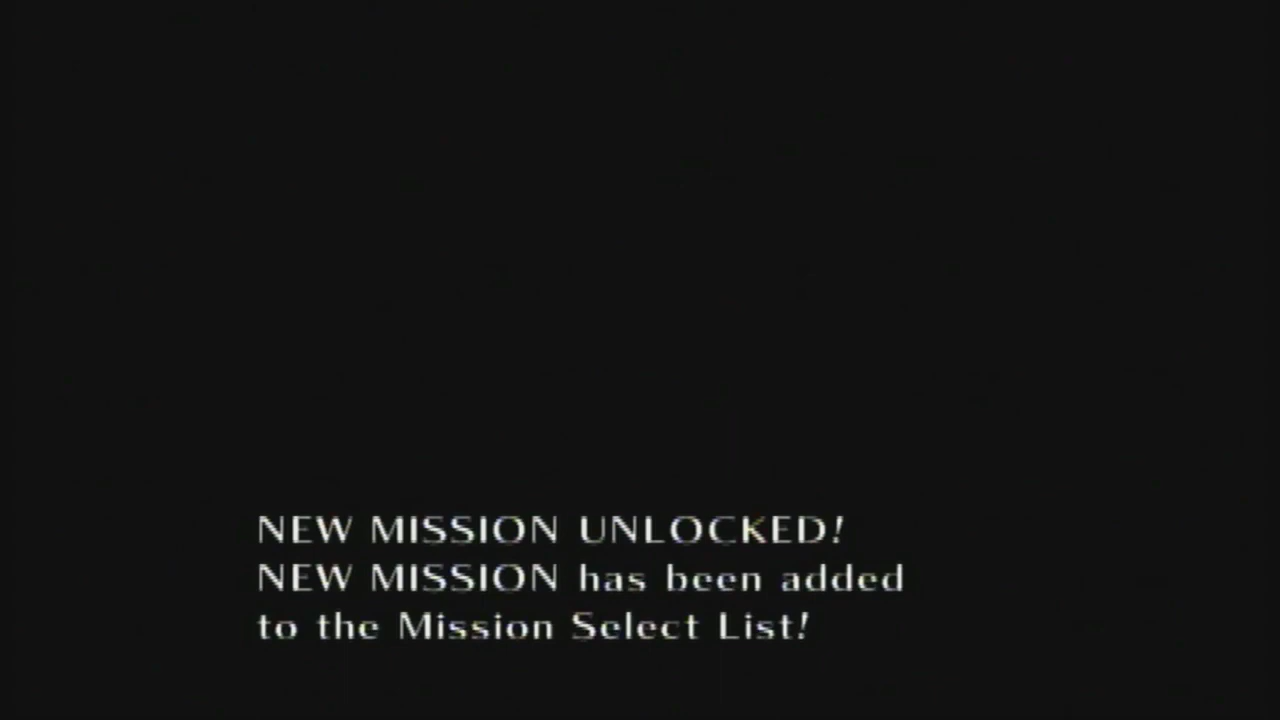 NEW MISSION UNLOCKED!
NEW MISSION has been added
to the Mission Select List!